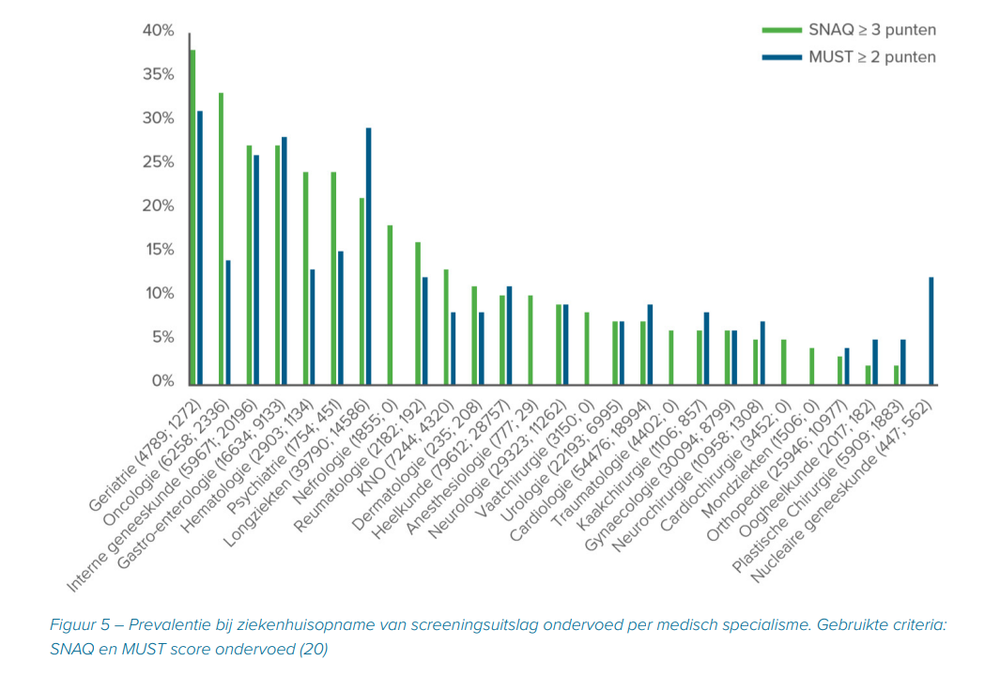 40%
35%
30%
25%
20%
15%
10%
5%
0%
SNAQ ≥ 3 punten
MUST ≥ 2 punten
Geriatrie (4789; 1272)
Oncologie (6258; 2336)
Interne geneeskunde (59671; 20196)
Gastro-enterologie (16634; 9133)
Hematologie (2903; 1134)
Psychiatrie (1754; 451)
Longziekten (39790; 14586)
Nefrologie (1855; 0)
Reumatologie (2182; 192)
KNO (7244; 4320)
Dermatologie (235; 208)
Heelkunde (79612; 28757)
Anesthesiologie (777; 29)
Neurologie (29323; 11262)
Vaatchirurgie (3150; 0)
Urologie (22193; 6995)
Cardiologie (54476; 18994)
Traumatologie (4402; 0)
Kaakchirurgie (1106; 857)
Gynaecologie (30094; 8799)
Neurochirurgie (10958; 1308)
Cardiochirurgie (3452; 0)
Mondziekten (1506; 0)
Orthopedie (25946; 10977)
Oogheelkunde (2017; 182)
Plastische Chirurgie (5909; 1883)
Nucleaire geneeskunde (447; 562)
Figuur 5 – Prevalentie bij ziekenhuisopname van screeningsuitslag ondervoed per medisch specialisme. Gebruikte criteria:
SNAQ en MUST score ondervoed (20)